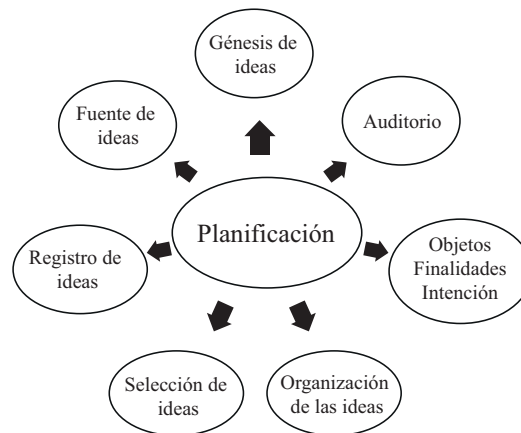 Génesis de
ideas
Fuente de
ideas
Auditorio
Planificación
Registro de
ideas
Objetos
Finalidades
Intención
Selección de
ideas
Organización
de las ideas